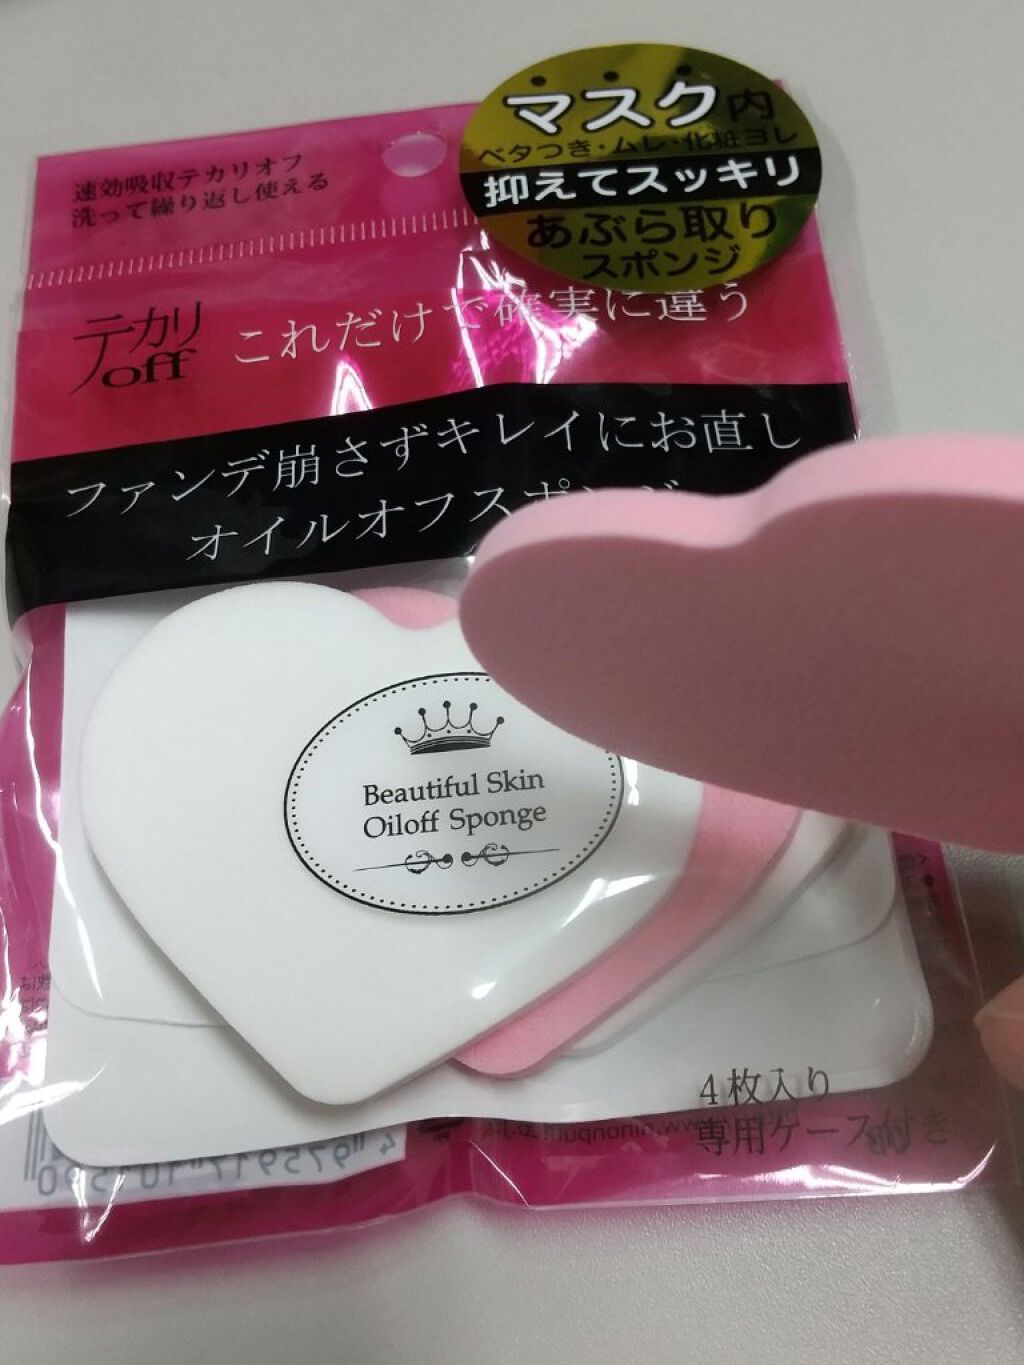 マスク内
ベタつき・ムレ・化粧ヨレ
抑えてスッキリ
あぶら取り
スポンジ
速効吸収テカリオフ
洗って繰り返し使える
テカリ
off
これだけで確実に違う
ファンデ崩さずキレイにお直し
オイルオフスポンジ
Beautiful Skin
Oiloff Sponge
4枚入り
専用ケース付き